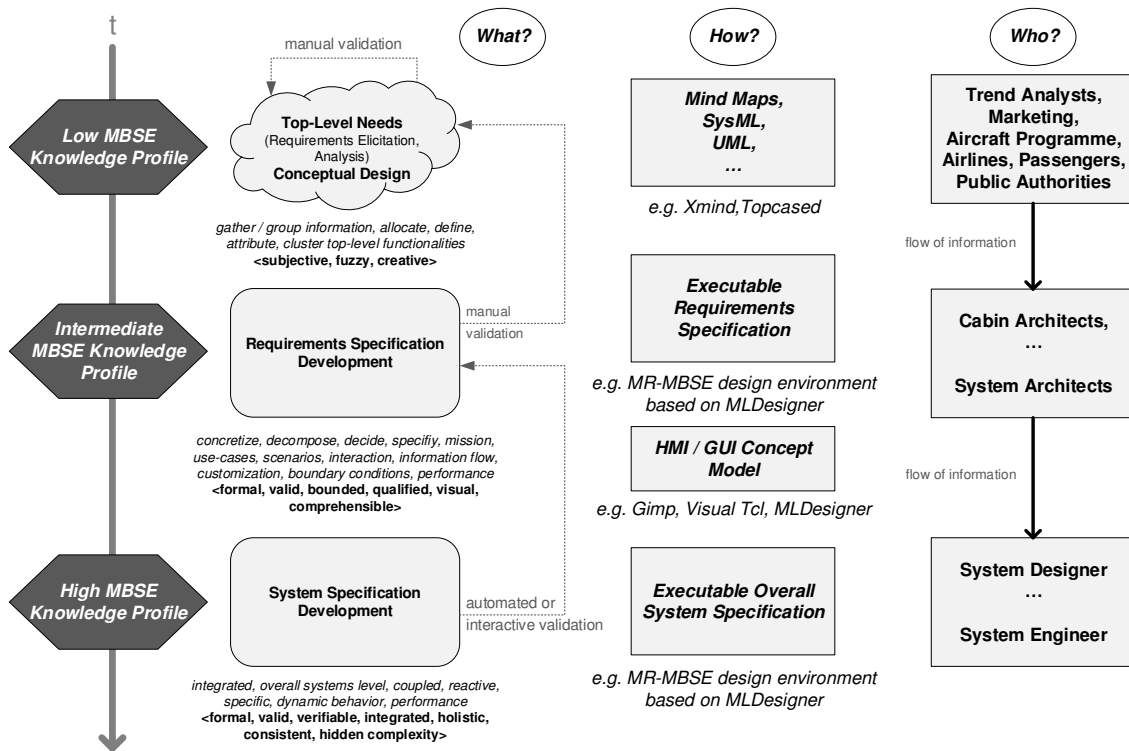 t
What?
How?
Who?
manual validation
Low MBSE
Knowledge Profile
Top-Level Needs
(Requirements Elicitation,
Analysis)
Conceptual Design
gather / group information, allocate, define,
attribute, cluster top-level functionalities
<subjective, fuzzy, creative>
Mind Maps,
SysML,
UML,
…
e.g. Xmind,Topcased
Trend Analysts,
Marketing,
Aircraft Programme,
Airlines, Passengers,
Public Authorities
flow of information
Intermediate
MBSE Knowledge
Profile
Requirements Specification
Development
manual
validation
concretize, decompose, decide, specifiy, mission,
use-cases, scenarios, interaction, information flow,
customization, boundary conditions, performance
<formal, valid, bounded, qualified, visual,
comprehensible>
Executable
Requirements
Specification
e.g. MR-MBSE design environment
based on MLDesigner
HMI / GUI Concept
Model
e.g. Gimp, Visual Tcl, MLDesigner
Cabin Architects,
…
System Architects
flow of information
High MBSE
Knowledge Profile
System Specification
Development
automated or
interactive validation
integrated, overall systems level, coupled, reactive,
specific, dynamic behavior, performance
<formal, valid, verifiable, integrated, holistic,
consistent, hidden complexity>
Executable Overall
System Specification
e.g. MR-MBSE design environment
based on MLDesigner
System Designer
…
System Engineer